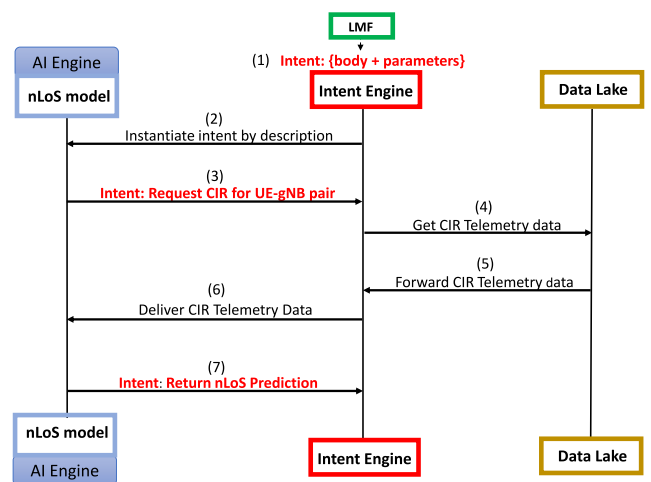 LMF
(1) Intent: {body + parameters}
AI Engine
nLoS model
Intent Engine
Data Lake
(2)
Instantiate intent by description
(3)
Intent: Request CIR for UE-gNB pair
(4)
Get CIR Telemetry data
(5)
Forward CIR Telemetry data
(6)
Deliver CIR Telemetry Data
(7)
Intent: Return nLoS Prediction
nLoS model
Intent Engine
Data Lake
AI Engine